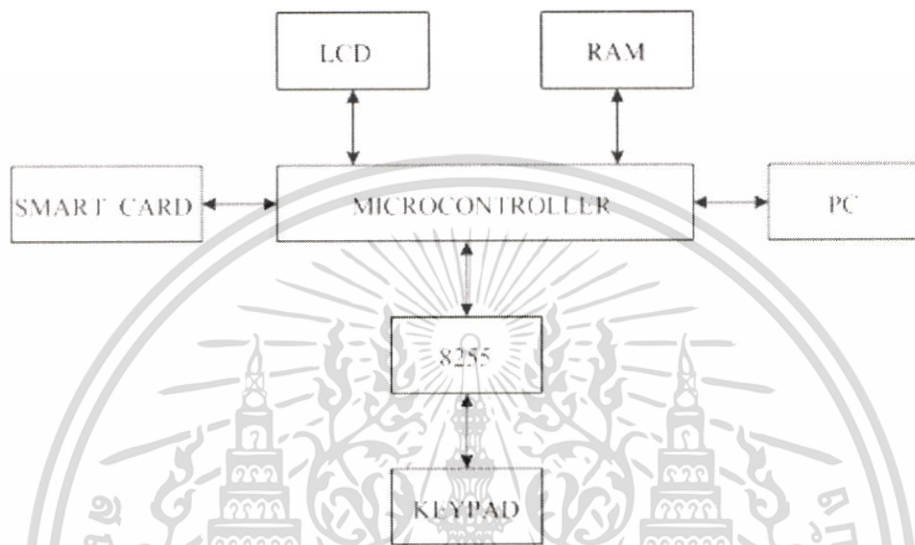 LCD
RAM
SMART CARD
MICROCONTROLLER
PC
8255
KEYPAD